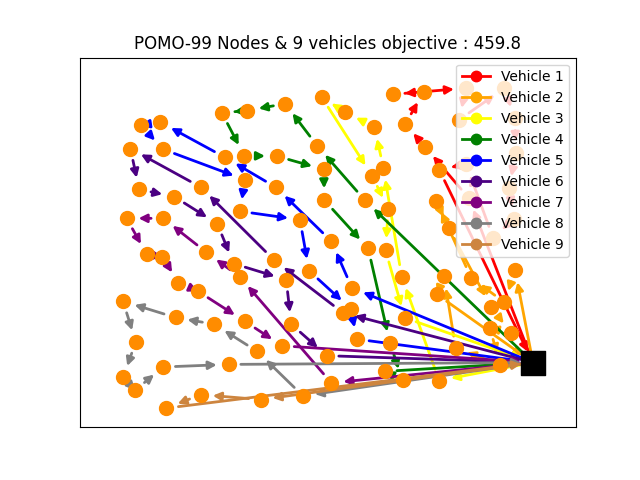 POMO-99 Nodes & 9 vehicles objective : 459.8
Vehicle 1
Vehicle 2
Vehicle 3
Vehicle 4
Vehicle 5
Vehicle 6
Vehicle 7
Vehicle 8
Vehicle 9